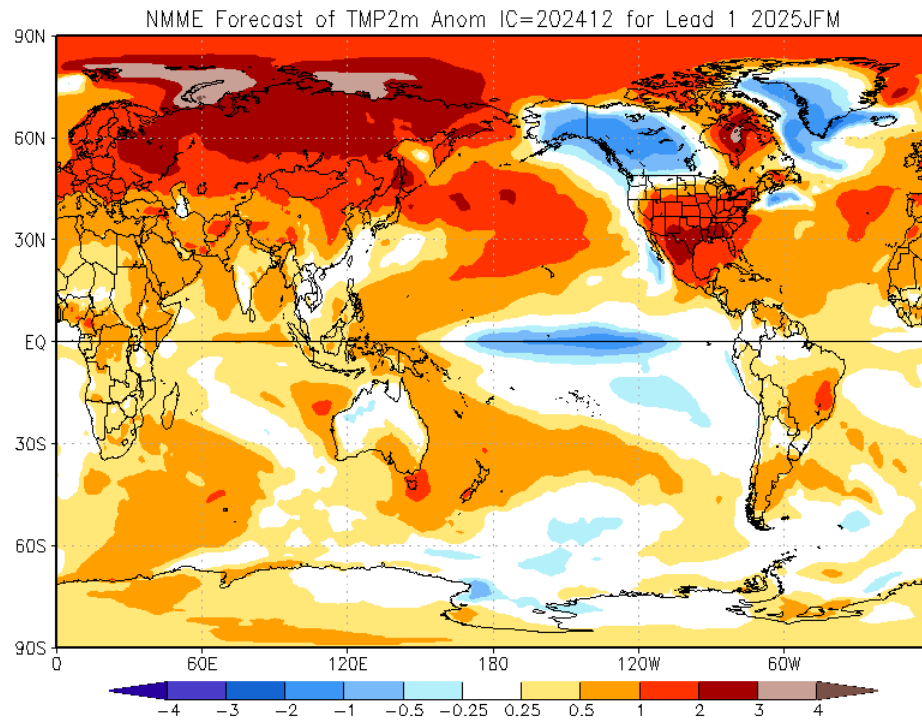 NMME Forecast of TMP2m Anom IC=202412 for Lead 1 2025JFM
90N
60N
30N
EQ
30S
60S
90S
0 60E 120E 180 120W 60W
-4 -3 -2 -1 -0.5 -0.25 0.25 0.5 1 2 3 4